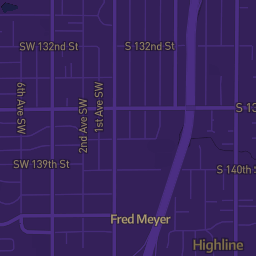 SW 132nd St
S 132nd St
6th Ave SW
2nd Ave SW
1st Ave SW
S 13
SW 139th St
S 140th S
Fred Meyer
Highline